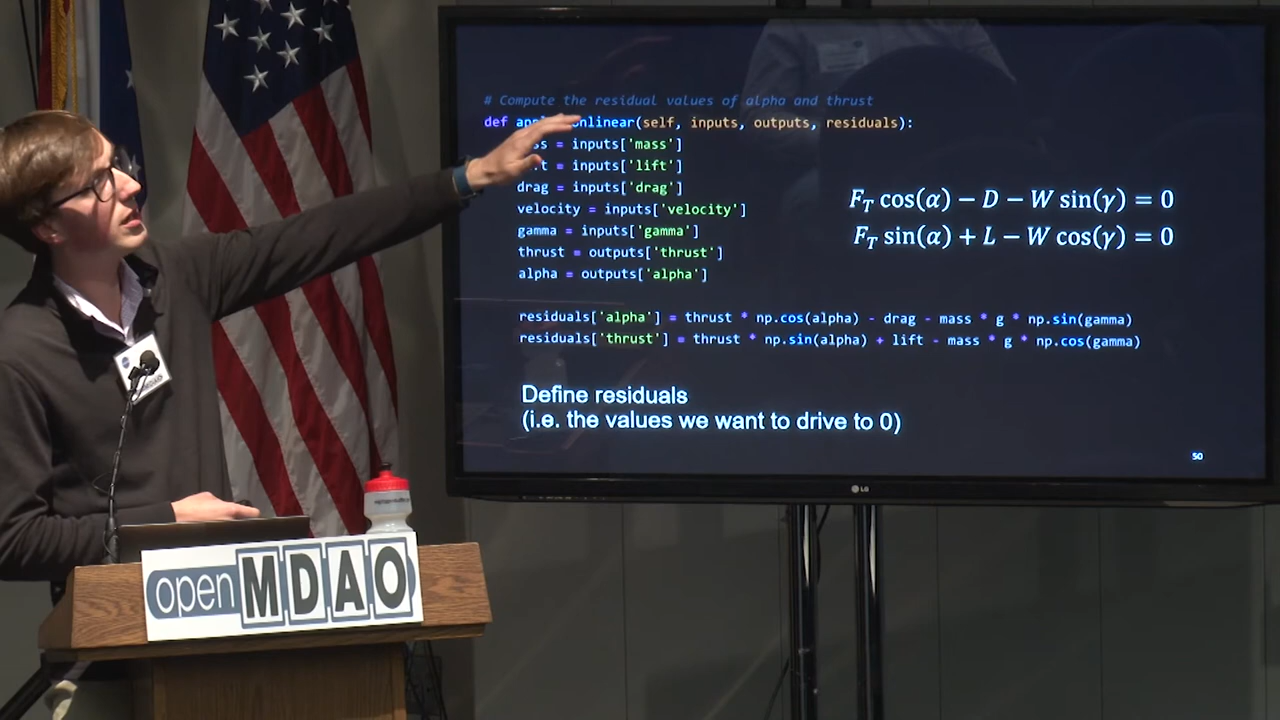 # Compute the residual values of alpha and thrust
def onlinear(self, inputs, outputs, residuals):
= inputs['mass']
= inputs['lift']
drag = inputs['drag']
velocity = inputs['velocity']
gamma = inputs['gamma']
thrust = outputs['thrust']
alpha = outputs['alpha']
F_T cos(α) − D − W sin(γ) = 0
F_T sin(α) + L − W cos(γ) = 0
residuals['alpha'] = thrust * np.cos(alpha) - drag - mass * g * np.sin(gamma)
residuals['thrust'] = thrust * np.sin(alpha) + lift - mass * g * np.cos(gamma)
Define residuals
(i.e. the values we want to drive to 0)
50
LG
openMDAO